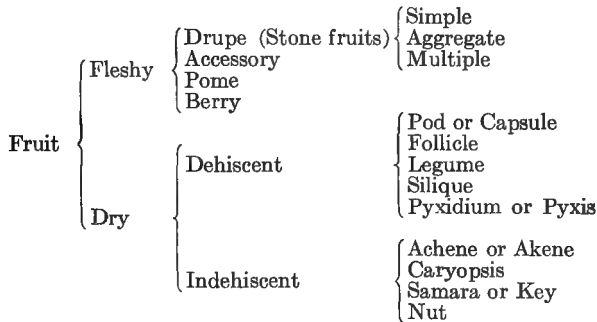 Simple
Drupe (Stone fruits) Aggregate
Accessory Multiple
Fleshy
Pome
Berry
Fruit
Pod or Capsule
Follicle
Dehiscent Legume
Silique
Dry Pyxidium or Pyxis
Achene or Akene
Caryopsis
Indehiscent
Samara or Key
Nut